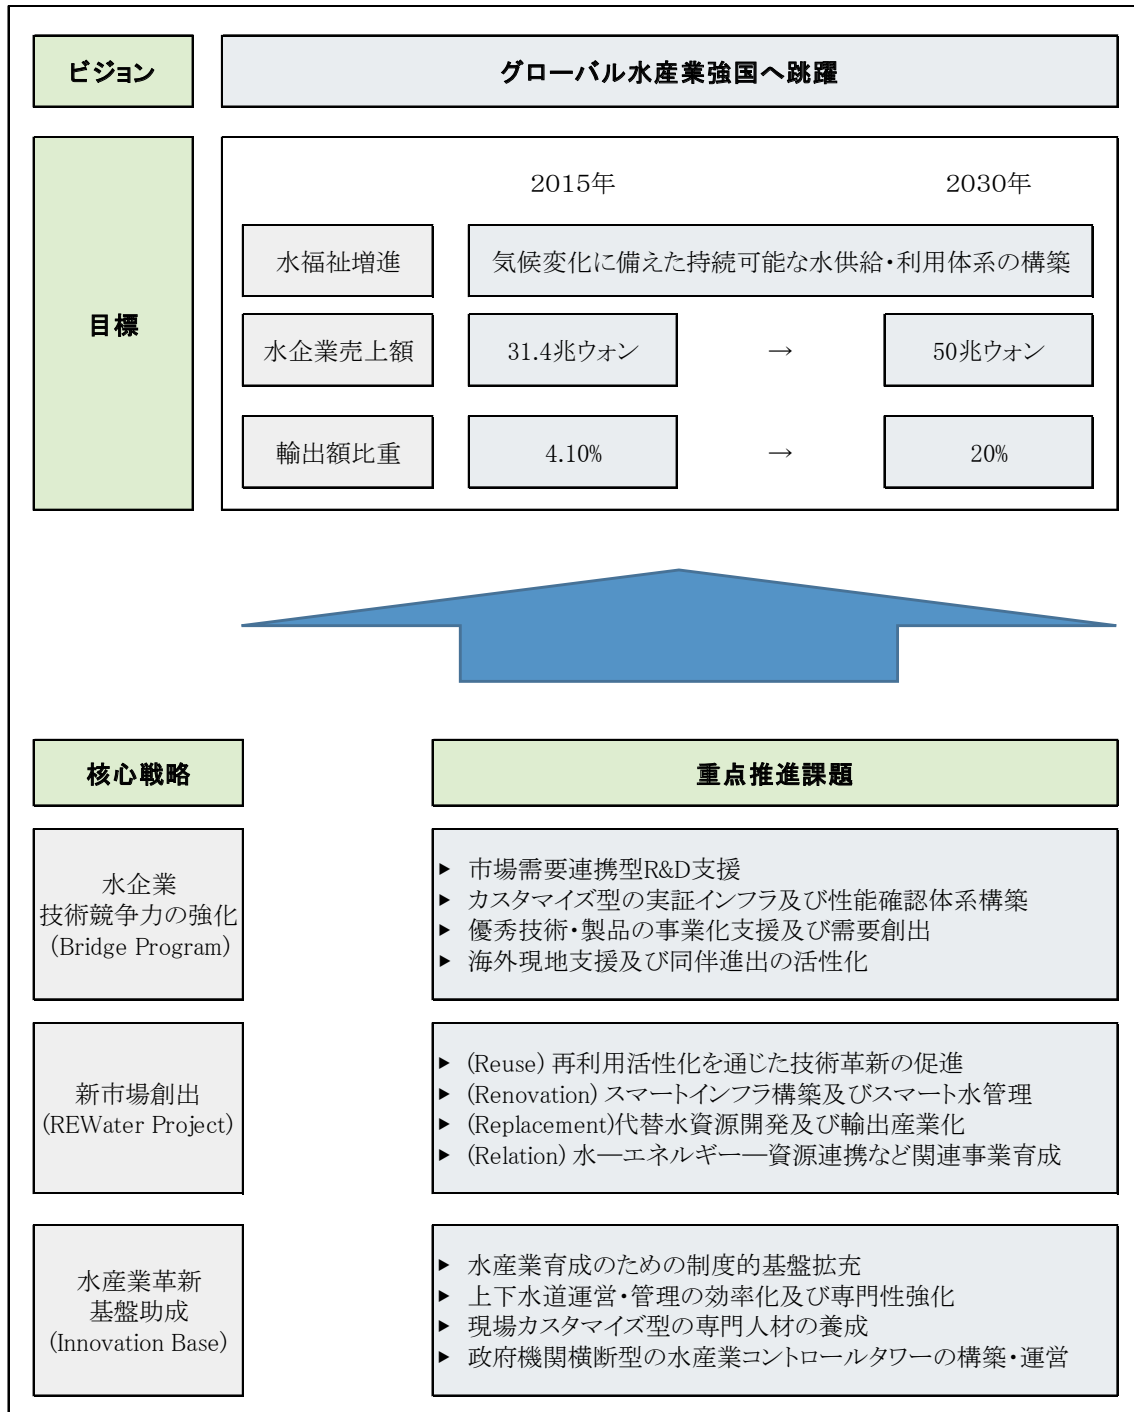 ビジョン
グローバル水産業強国へ跳躍
目標
2015年
2030年
水福祉増進
気候変化に備えた持続可能な水供給・利用体系の構築
水企業売上額
31.4兆ウォン
→
50兆ウォン
輸出額比重
4.10%
→
20%
核心戦略
重点推進課題
水企業
技術競争力の強化
(Bridge Program)
▶ 市場需要連携型R&D支援
▶ カスタマイズ型の実証インフラ及び性能確認体系構築
▶ 優秀技術・製品の事業化支援及び需要創出
▶ 海外現地支援及び同伴進出の活性化
新市場創出
(REWater Project)
▶ (Reuse) 再利用活性化を通じた技術革新の促進
▶ (Renovation) スマートインフラ構築及びスマート水管理
▶ (Replacement)代替水資源開発及び輸出産業化
▶ (Relation) 水―エネルギー―資源連携など関連事業育成
水産業革新
基盤助成
(Innovation Base)
▶ 水産業育成のための制度的基盤拡充
▶ 上下水道運営・管理の効率化及び専門性強化
▶ 現場カスタマイズ型の専門人材の養成
▶ 政府機関横断型の水産業コントロールタワーの構築・運営